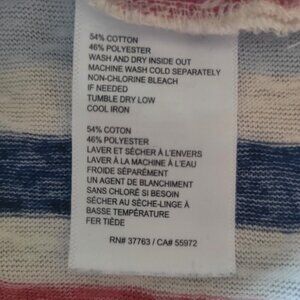 54% COTTON
46% POLYESTER
WASH AND DRY INSIDE OUT
MACHINE WASH COLD SEPARATELY
NON-CHLORINE BLEACH
IF NEEDED
TUMBLE DRY LOW
COOL IRON
54% COTON
46% POLYESTER
LAVER ET SÉCHER À L'ENVERS
LAVER À LA MACHINE À L'EAU
FROIDE SÉPARÉMENT
UN AGENT DE BLANCHIMENT
SANS CHLORÉ SI BESOIN
SÉCHER AU SÈCHE-LINGE À
BASSE TEMPÉRATURE
FER TIÈDE
RN# 37763 / CA# 55972